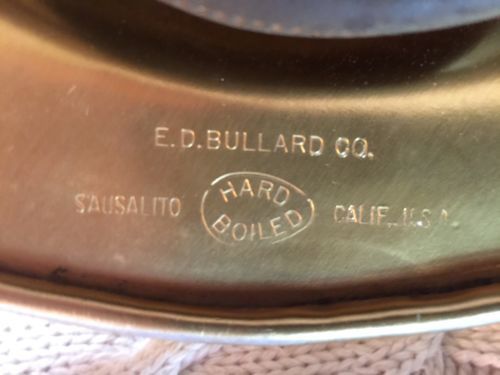 E.D.BULLARD CO.
SAUSALITO HARD BOILED CALIF., U.S.A.